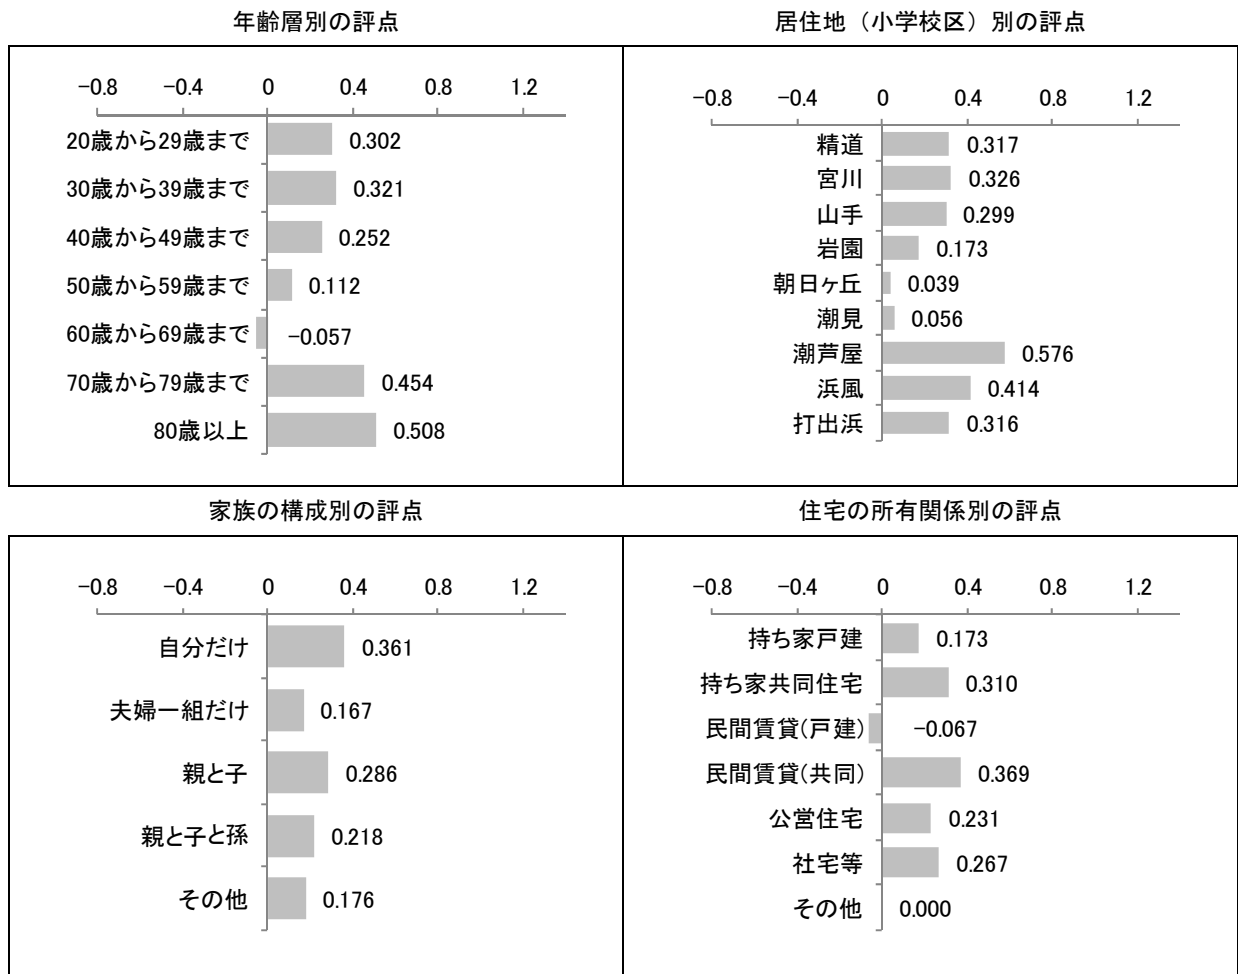 年齢層別の評点
−0.8 −0.4 0 0.4 0.8 1.2
20歳から29歳まで 0.302
30歳から39歳まで 0.321
40歳から49歳まで 0.252
50歳から59歳まで 0.112
60歳から69歳まで −0.057
70歳から79歳まで 0.454
80歳以上 0.508
居住地（小学校区）別の評点
−0.8 −0.4 0 0.4 0.8 1.2
精道 0.317
宮川 0.326
山手 0.299
岩園 0.173
朝日ヶ丘 0.039
潮見 0.056
潮芦屋 0.576
浜風 0.414
打出浜 0.316
家族の構成別の評点
−0.8 −0.4 0 0.4 0.8 1.2
自分だけ 0.361
夫婦一組だけ 0.167
親と子 0.286
親と子と孫 0.218
その他 0.176
住宅の所有関係別の評点
−0.8 −0.4 0 0.4 0.8 1.2
持ち家戸建 0.173
持ち家共同住宅 0.310
民間賃貸(戸建) −0.067
民間賃貸(共同) 0.369
公営住宅 0.231
社宅等 0.267
その他 0.000